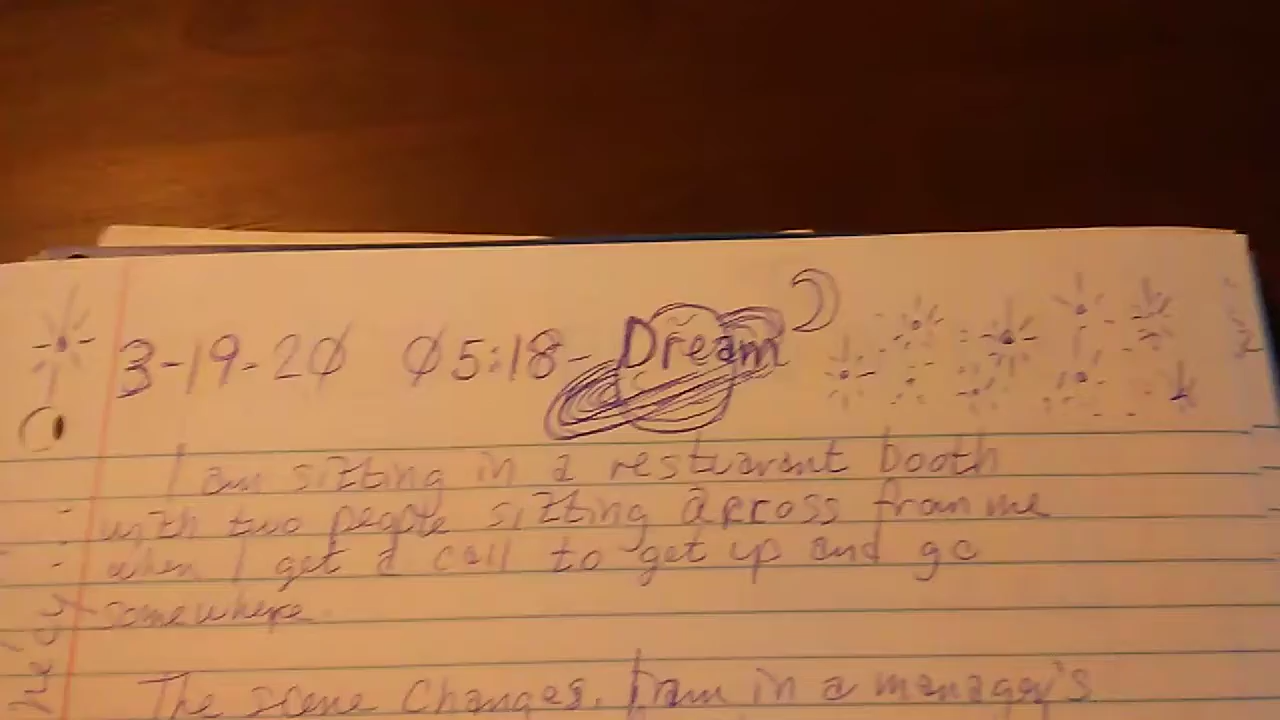 3-19-20 05:18- Dream
I am sitting in a restuarant booth
with two people sitting across from me
when I get a call to get up and go
somewhere.
The scene changes. I am in a manager's